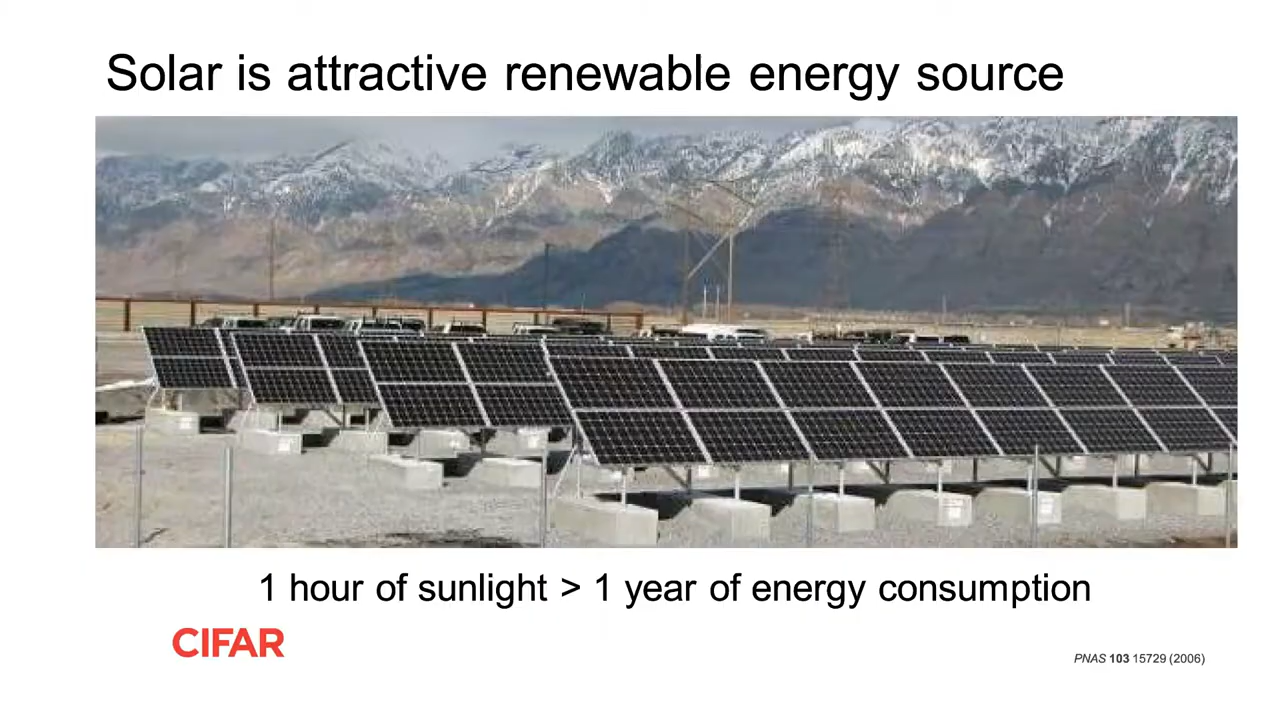 Solar is attractive renewable energy source
1 hour of sunlight > 1 year of energy consumption
CIFAR
PNAS 103 15729 (2006)